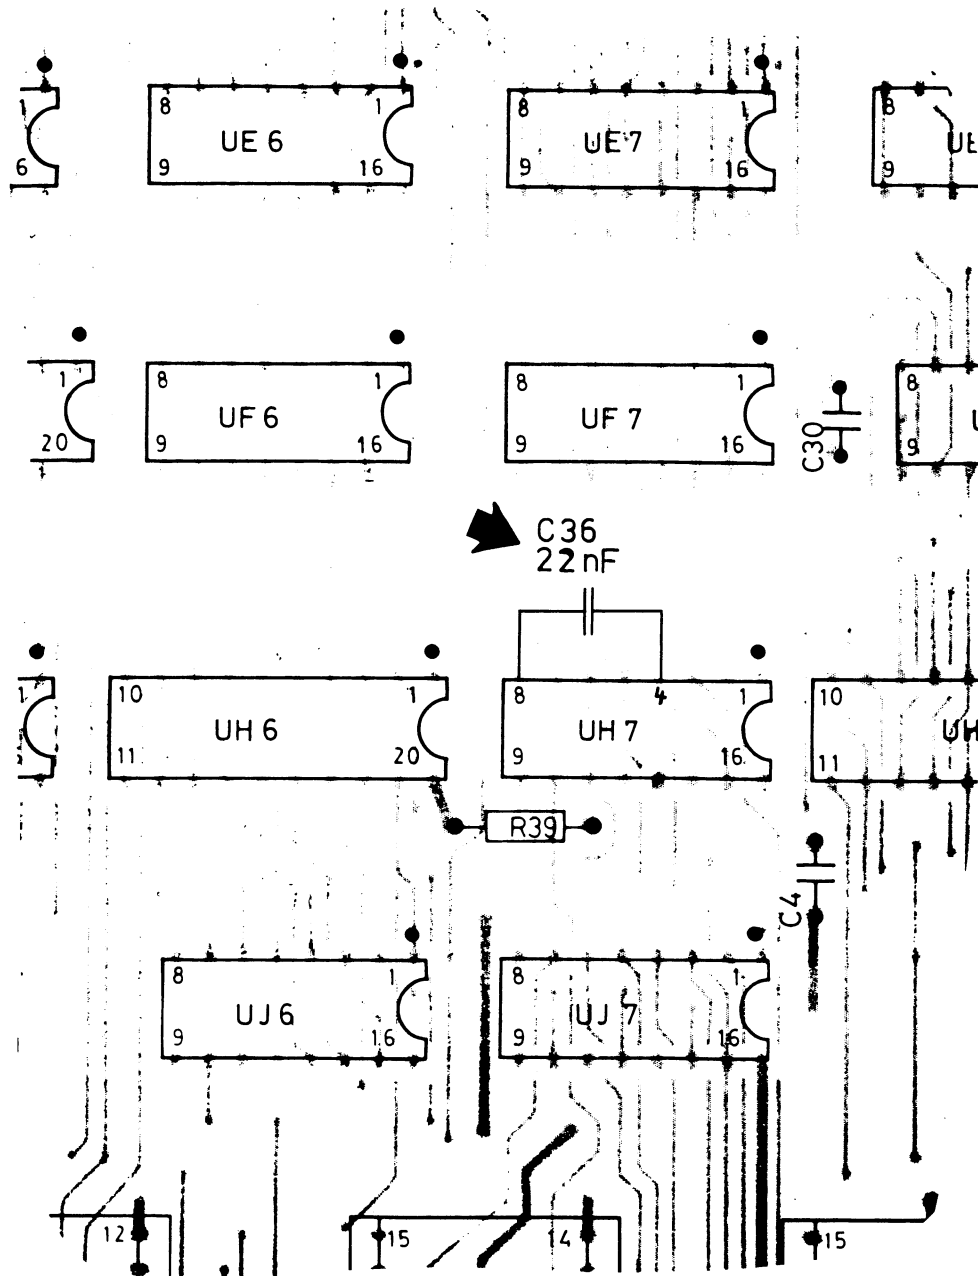 1 8 1 8 1 8
UE 6 UE 7 UE
6 9 16 9 16 9
1 8 1 8 1 8
UF 6 UF 7 U
20 9 16 9 16 C30 9
C36
22nF
1 10 1 8 4 1 10
UH 6 UH 7 UH
11 20 9 16 11
R39
C4
8 1 8 1
UJ 6 UJ 7
9 16 9 16
12 15 14 15